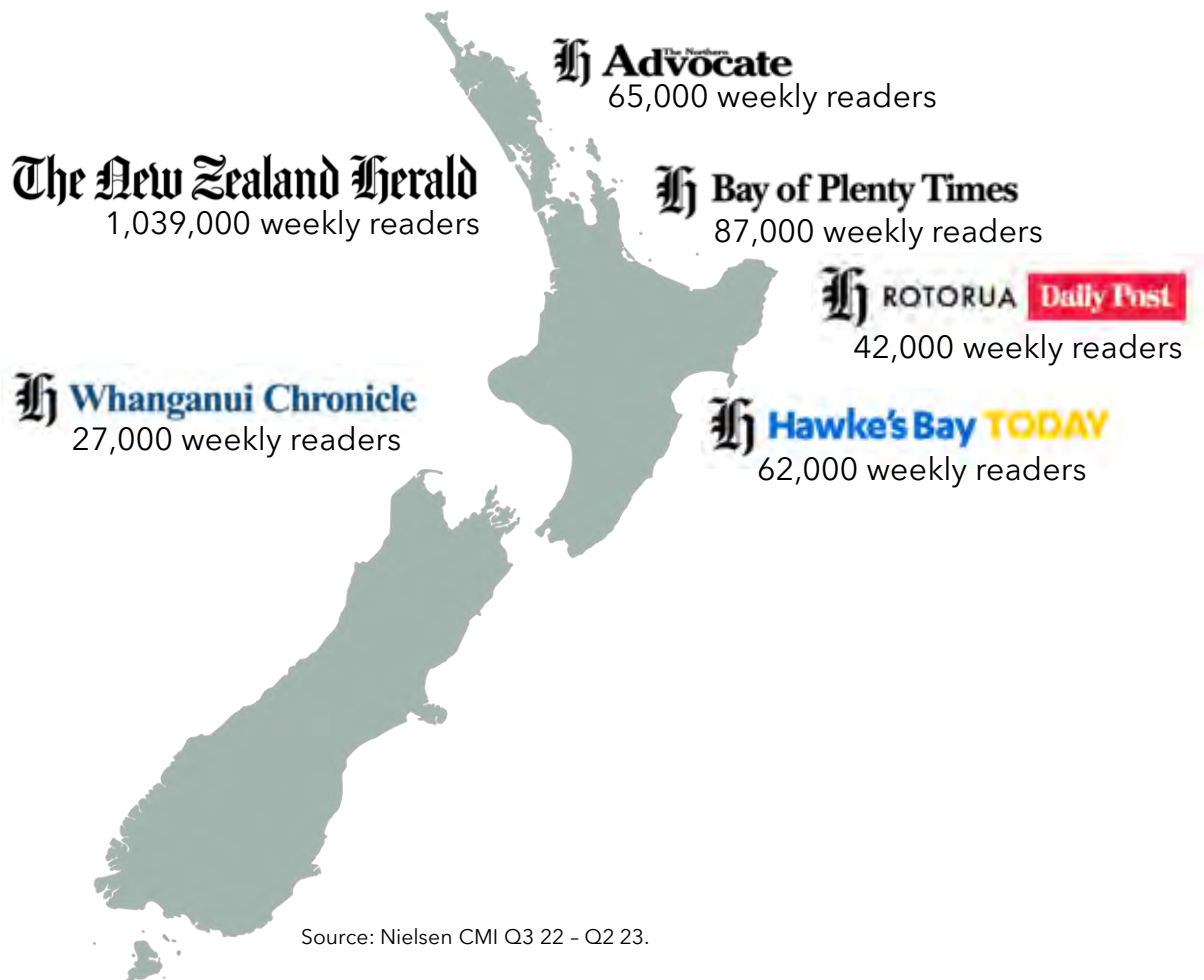 The Northern
Advocate
65,000 weekly readers
The New Zealand Herald
1,039,000 weekly readers
Bay of Plenty Times
87,000 weekly readers
ROTORUA Daily Post
42,000 weekly readers
Whanganui Chronicle
27,000 weekly readers
Hawke's Bay TODAY
62,000 weekly readers
Source: Nielsen CMI Q3 22 – Q2 23.